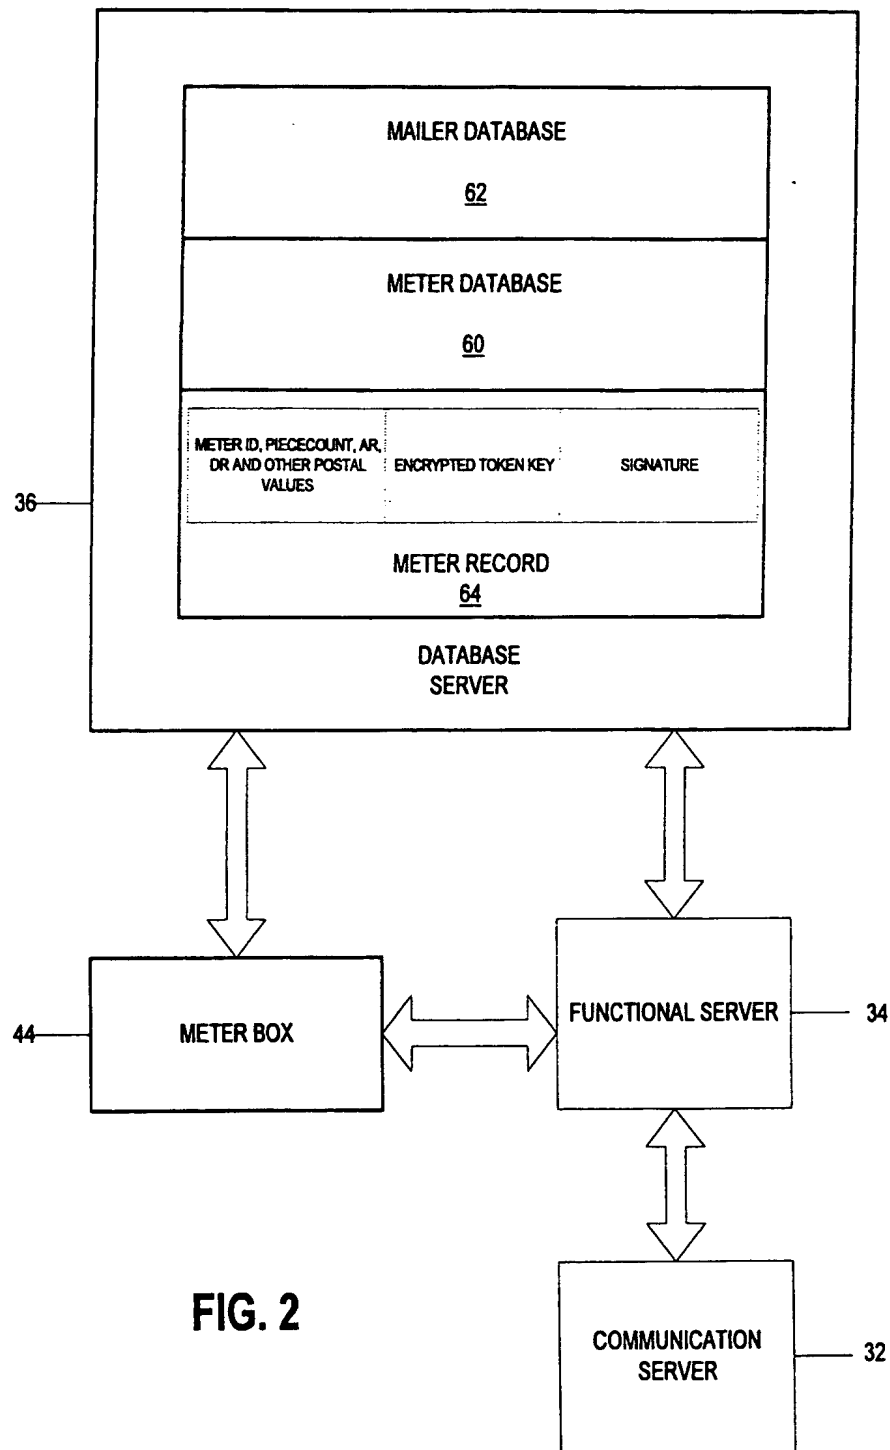 MAILER DATABASE
62
METER DATABASE
60
METER ID, PIECECOUNT, AR,
DR AND OTHER POSTAL
VALUES
ENCRYPTED TOKEN KEY
SIGNATURE
36
METER RECORD
64
DATABASE
SERVER
44
METER BOX
FUNCTIONAL SERVER
34
FIG. 2
COMMUNICATION
SERVER
32